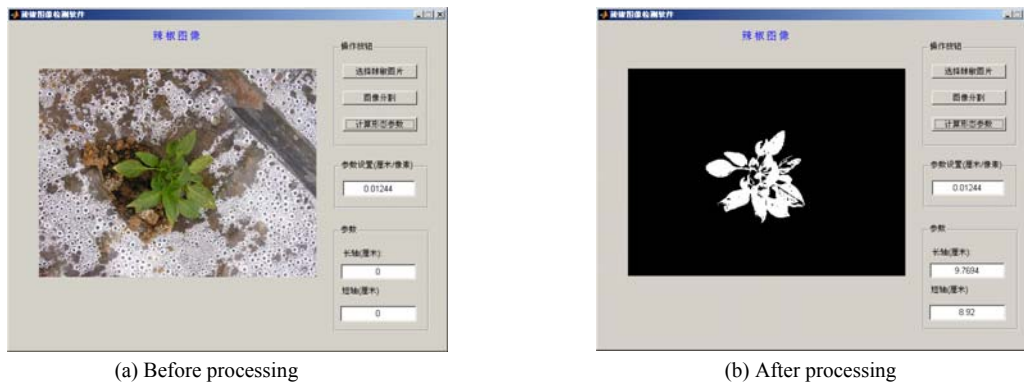 辣椒图像检测软件
辣椒图像
操作按钮
选择辣椒图片
图像分割
计算形态参数
参数设置(厘米/像素)
0.01244
参数
长轴(厘米)
0
短轴(厘米)
0
(a) Before processing
辣椒图像检测软件
辣椒图像
操作按钮
选择辣椒图片
图像分割
计算形态参数
参数设置(厘米/像素)
0.01244
参数
长轴(厘米)
9.7694
短轴(厘米)
8.92
(b) After processing